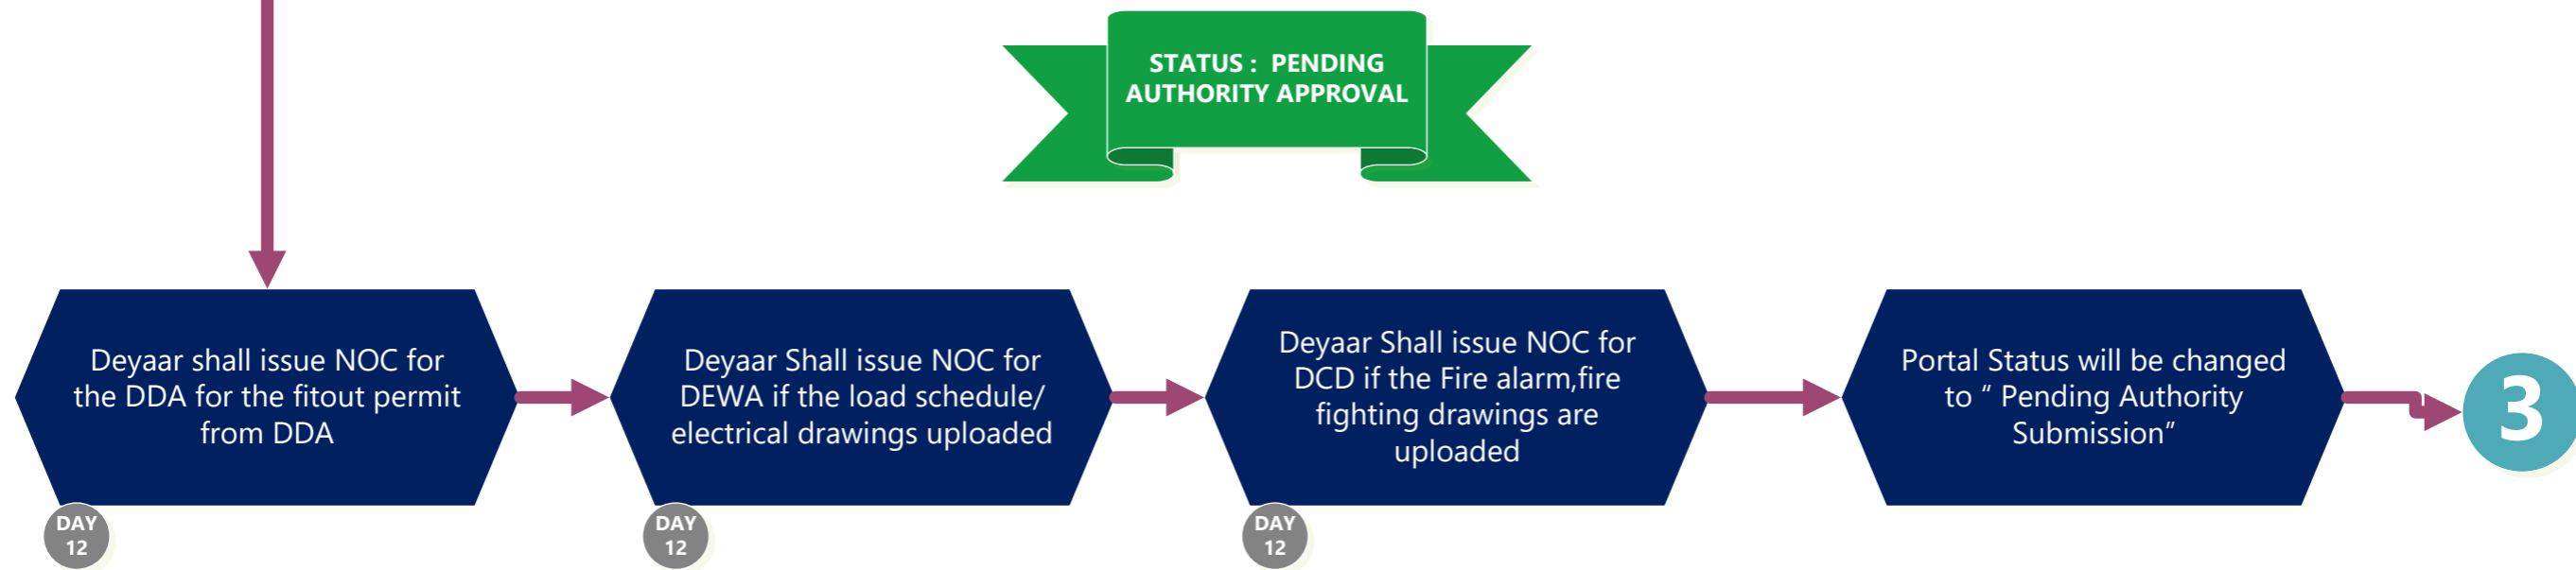 STATUS :  PENDING
AUTHORITY APPROVAL
Deyaar shall issue NOC for
the DDA for the fitout permit
from DDA
DAY
12
Deyaar Shall issue NOC for
DEWA if the load schedule/
electrical drawings uploaded
DAY
12
Deyaar Shall issue NOC for
DCD if the Fire alarm,fire
fighting drawings are
uploaded
DAY
12
Portal Status will be changed
to “ Pending Authority
Submission”
3